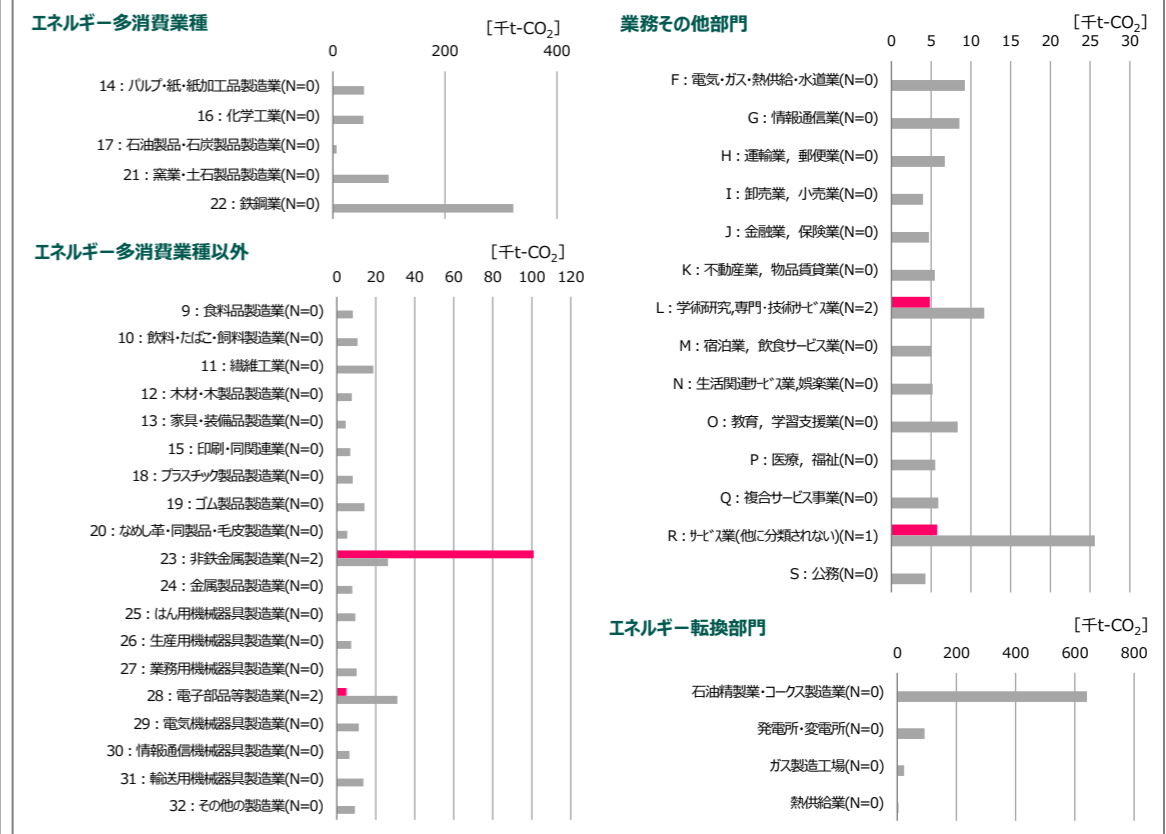 エネルギー多消費業種
[千t-CO2]
0 200 400
14：パルプ・紙・紙加工品製造業(N=0)
16：化学工業(N=0)
17：石油製品・石炭製品製造業(N=0)
21：窯業・土石製品製造業(N=0)
22：鉄鋼業(N=0)
エネルギー多消費業種以外
[千t-CO2]
0 20 40 60 80 100 120
9：食料品製造業(N=0)
10：飲料・たばこ・飼料製造業(N=0)
11：繊維工業(N=0)
12：木材・木製品製造業(N=0)
13：家具・装備品製造業(N=0)
15：印刷・同関連業(N=0)
18：プラスチック製品製造業(N=0)
19：ゴム製品製造業(N=0)
20：なめし革・同製品・毛皮製造業(N=0)
23：非鉄金属製造業(N=2)
24：金属製品製造業(N=0)
25：はん用機械器具製造業(N=0)
26：生産用機械器具製造業(N=0)
27：業務用機械器具製造業(N=0)
28：電子部品等製造業(N=2)
29：電気機械器具製造業(N=0)
30：情報通信機械器具製造業(N=0)
31：輸送用機械器具製造業(N=0)
32：その他の製造業(N=0)
業務その他部門
[千t-CO2]
0 5 10 15 20 25 30
F：電気・ガス・熱供給・水道業(N=0)
G：情報通信業(N=0)
H：運輸業，郵便業(N=0)
I：卸売業，小売業(N=0)
J：金融業，保険業(N=0)
K：不動産業，物品賃貸業(N=0)
L：学術研究,専門・技術ｻｰﾋﾞｽ業(N=2)
M：宿泊業，飲食サービス業(N=0)
N：生活関連ｻｰﾋﾞｽ業,娯楽業(N=0)
O：教育，学習支援業(N=0)
P：医療，福祉(N=0)
Q：複合サービス事業(N=0)
R：ｻｰﾋﾞｽ業(他に分類されない)(N=1)
S：公務(N=0)
エネルギー転換部門
[千t-CO2]
0 200 400 600 800
石油精製業・コークス製造業(N=0)
発電所・変電所(N=0)
ガス製造工場(N=0)
熱供給業(N=0)